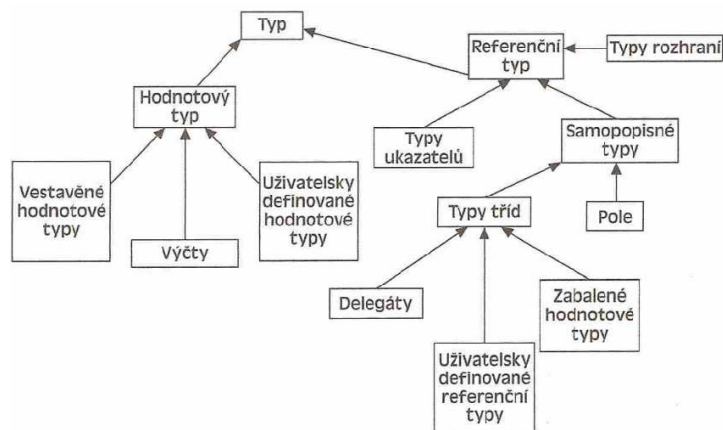 Typ
Referenční
typ
Typy rozhraní
Hodnotový
typ
Typy
ukazatelů
Samopopisné
typy
Vestavěné
hodnotové
typy
Výčty
Uživatelsky
definované
hodnotové
typy
Typy tříd
Pole
Delegáty
Zabalené
hodnotové
typy
Uživatelsky
definované
referenční
typy